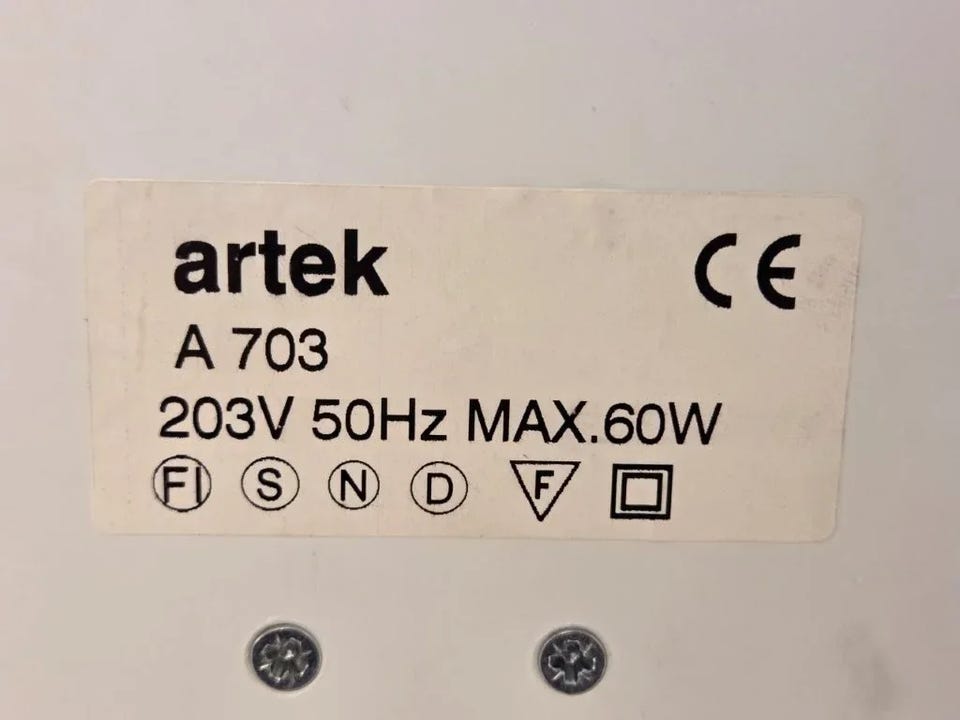 artek CE
A 703
203V 50Hz MAX.60W
FI S N D F